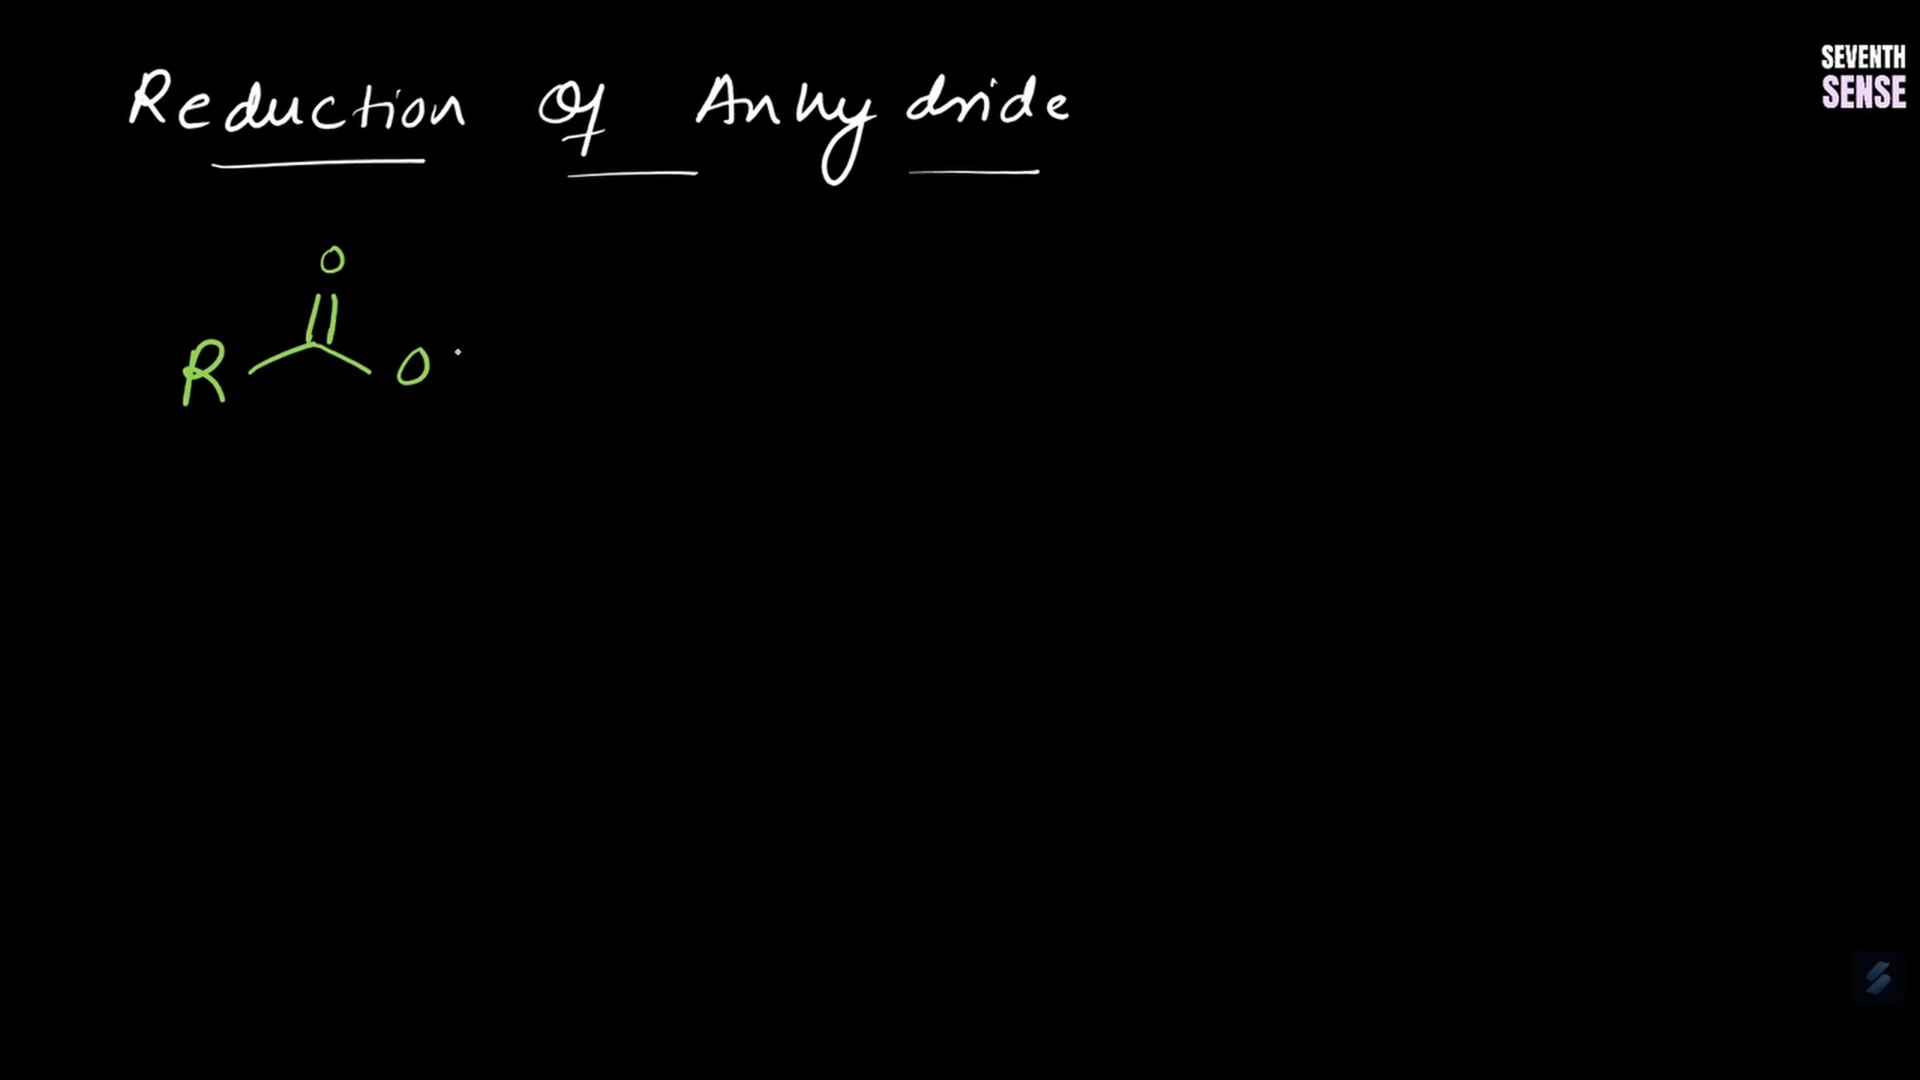 Reduction Of Anhydride
SEVENTH
SENSE
O
R O